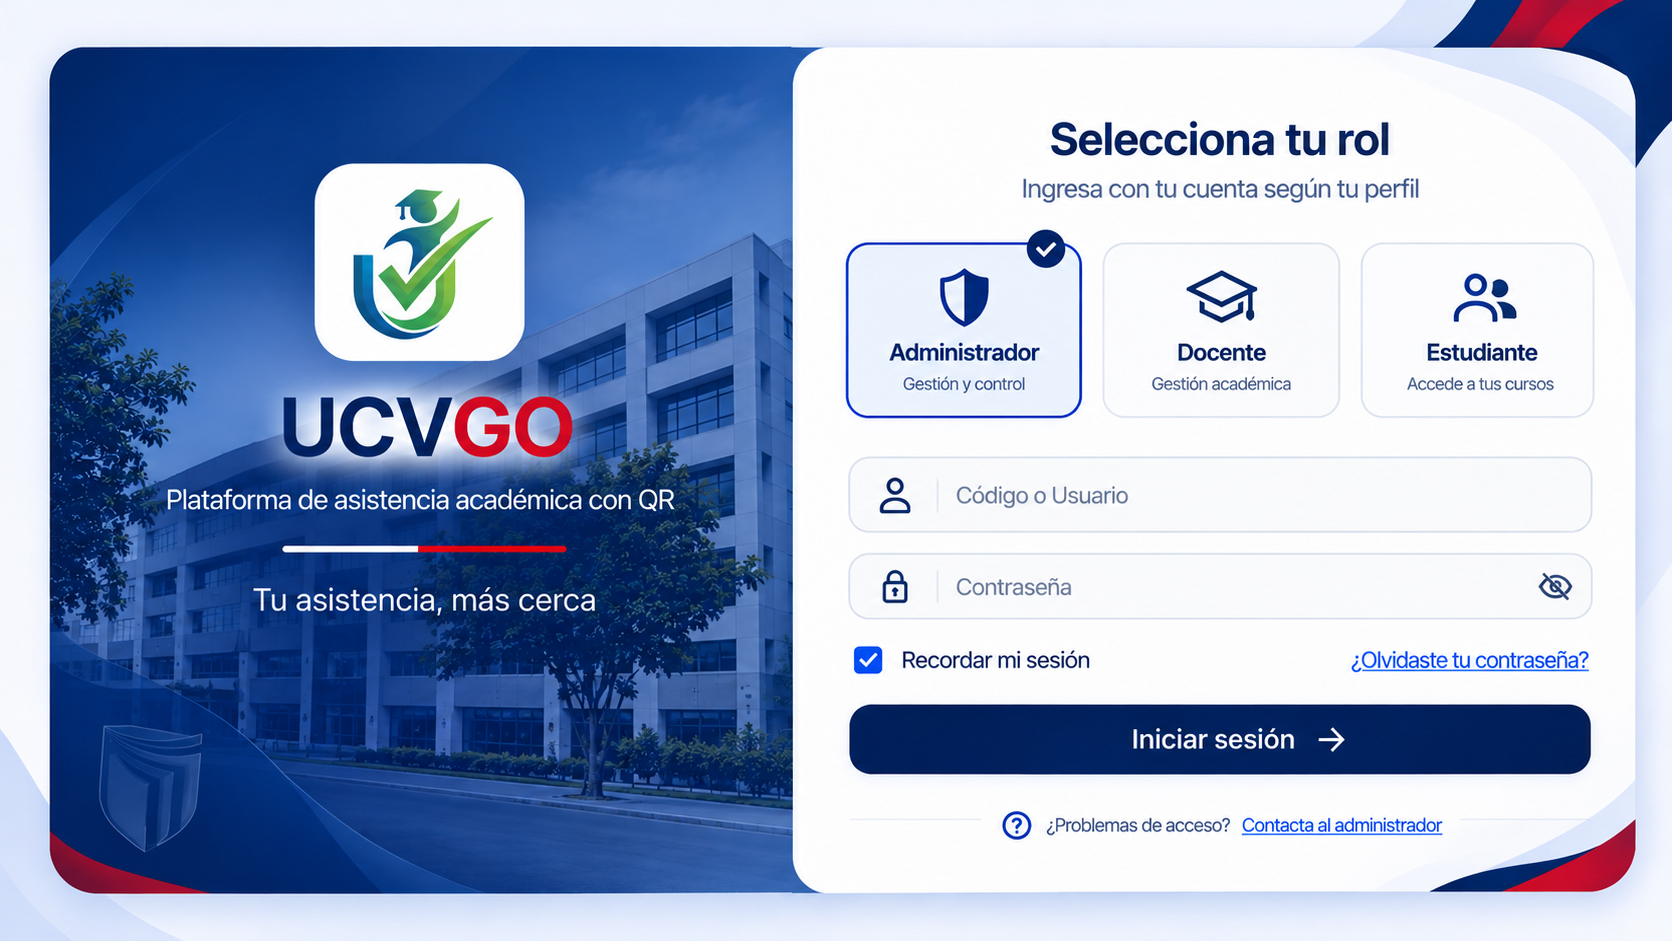 UCVGO
Plataforma de asistencia académica con QR
Tu asistencia, más cerca
Selecciona tu rol
Ingresa con tu cuenta según tu perfil
Administrador
Gestión y control
Docente
Gestión académica
Estudiante
Accede a tus cursos
Código o Usuario
Contraseña
Recordar mi sesión
¿Olvidaste tu contraseña?
Iniciar sesión →
¿Problemas de acceso? Contacta al administrador